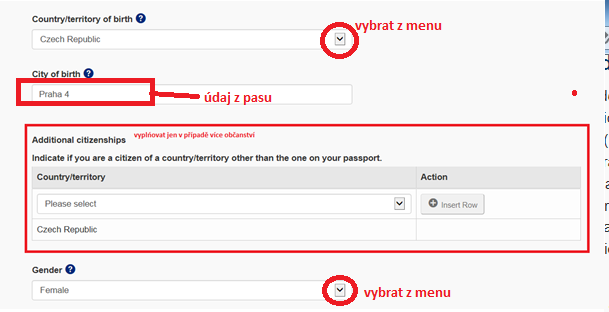 Country/territory of birth ?
vybrat z menu
Czech Republic
City of birth ?
Praha 4
údaj z pasu
Additional citizenships
vyplňovat jen v případě více občanství
Indicate if you are a citizen of a country/territory other than the one on your passport.
Country/territory Action
Please select Insert Row
Czech Republic
Gender ?
Female
vybrat z menu